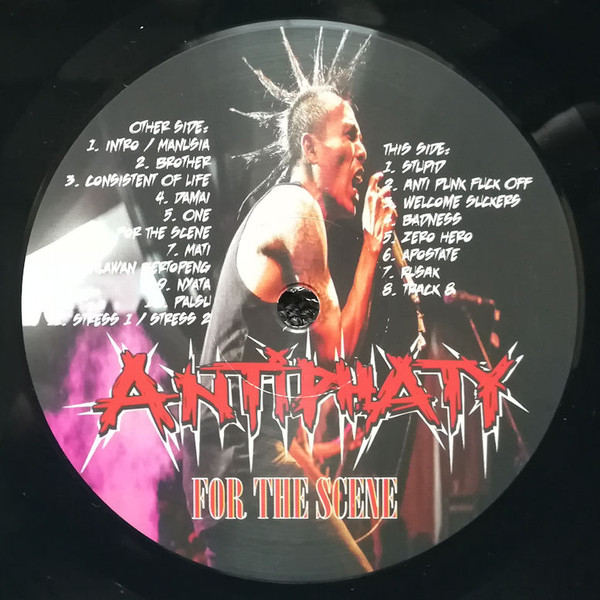 OTHER SIDE:
1. INTRO / MANUSIA
2. BROTHER
3. CONSISTENT OF LIFE
4. DAMAI
5. ONE
FOR THE SCENE
7. MATI
BERTOPENG
9. NYATA
PALSU
STRESS 1 / STRESS 2
THIS SIDE:
1. STUPID
2. ANTI PUNK FUCK OFF
3. WELCOME SUCKERS
4. BADNESS
5. ZERO HERO
6. APOSTATE
7. RUSAK
8. TRACK 8
ANTIPHATY
FOR THE SCENE